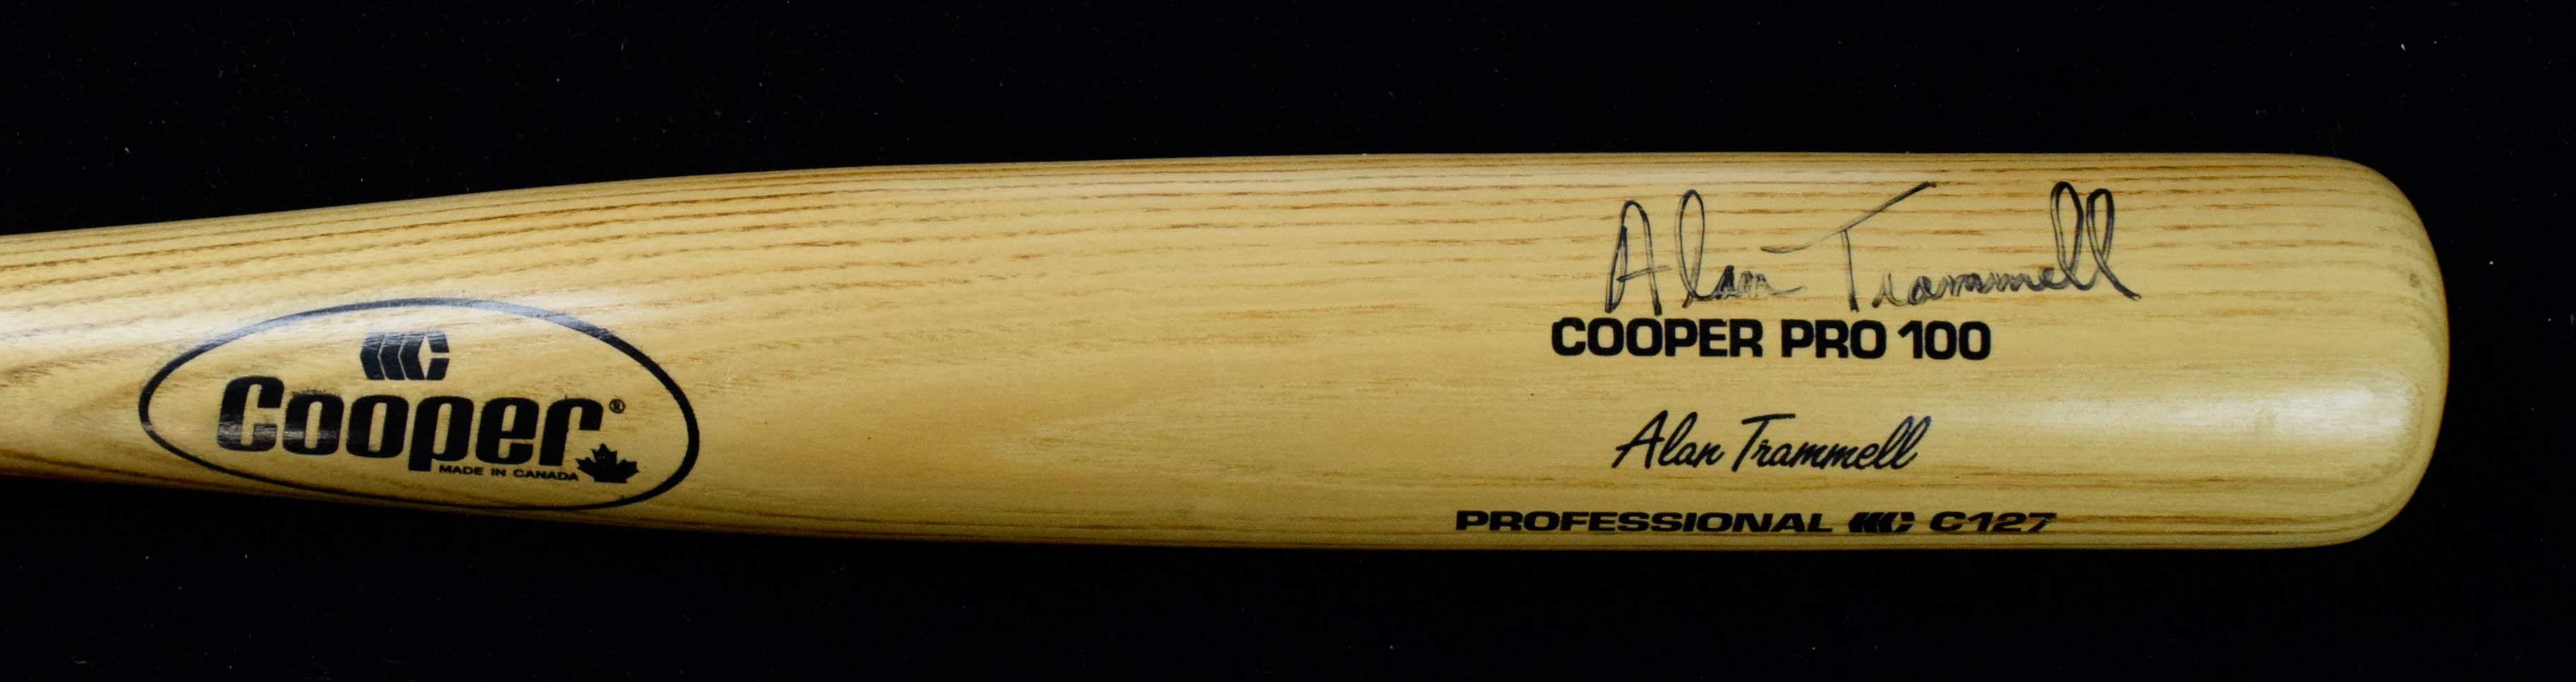 Cooper®
MADE IN CANADA
Alan Trammell
COOPER PRO 100
Alan Trammell
PROFESSIONAL C C127